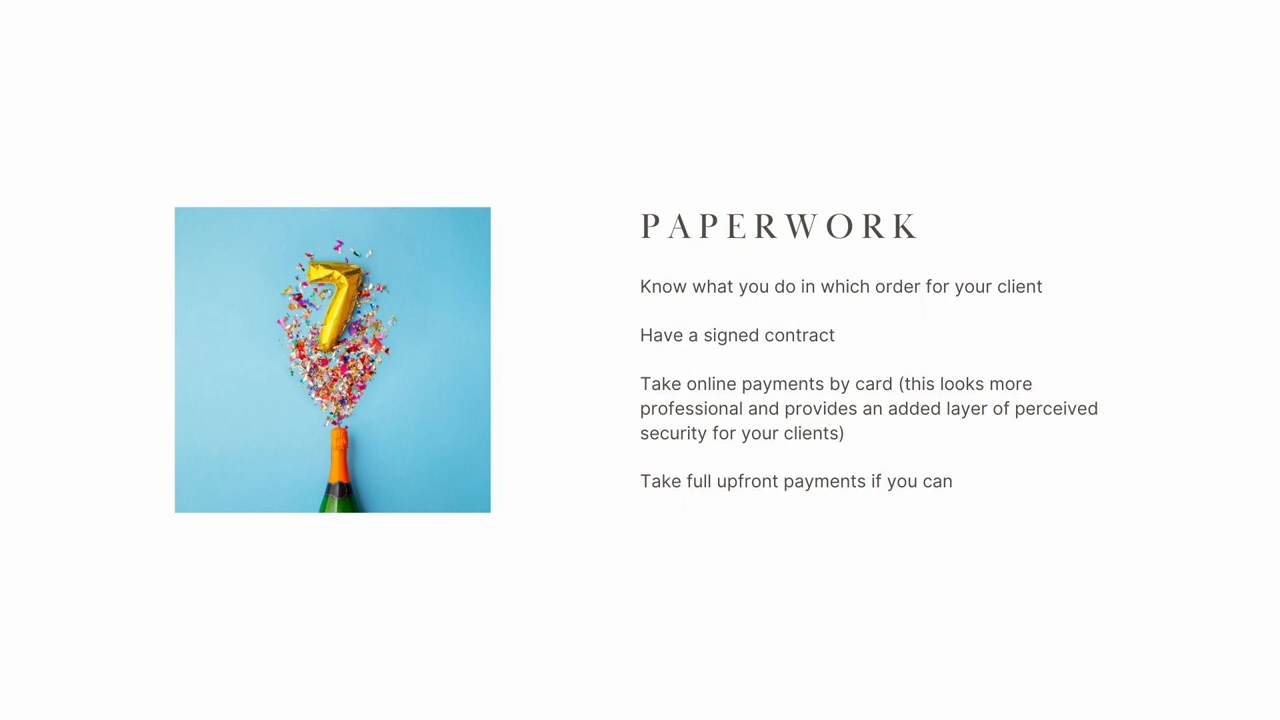 7
PAPERWORK
Know what you do in which order for your client
Have a signed contract
Take online payments by card (this looks more
professional and provides an added layer of perceived
security for your clients)
Take full upfront payments if you can